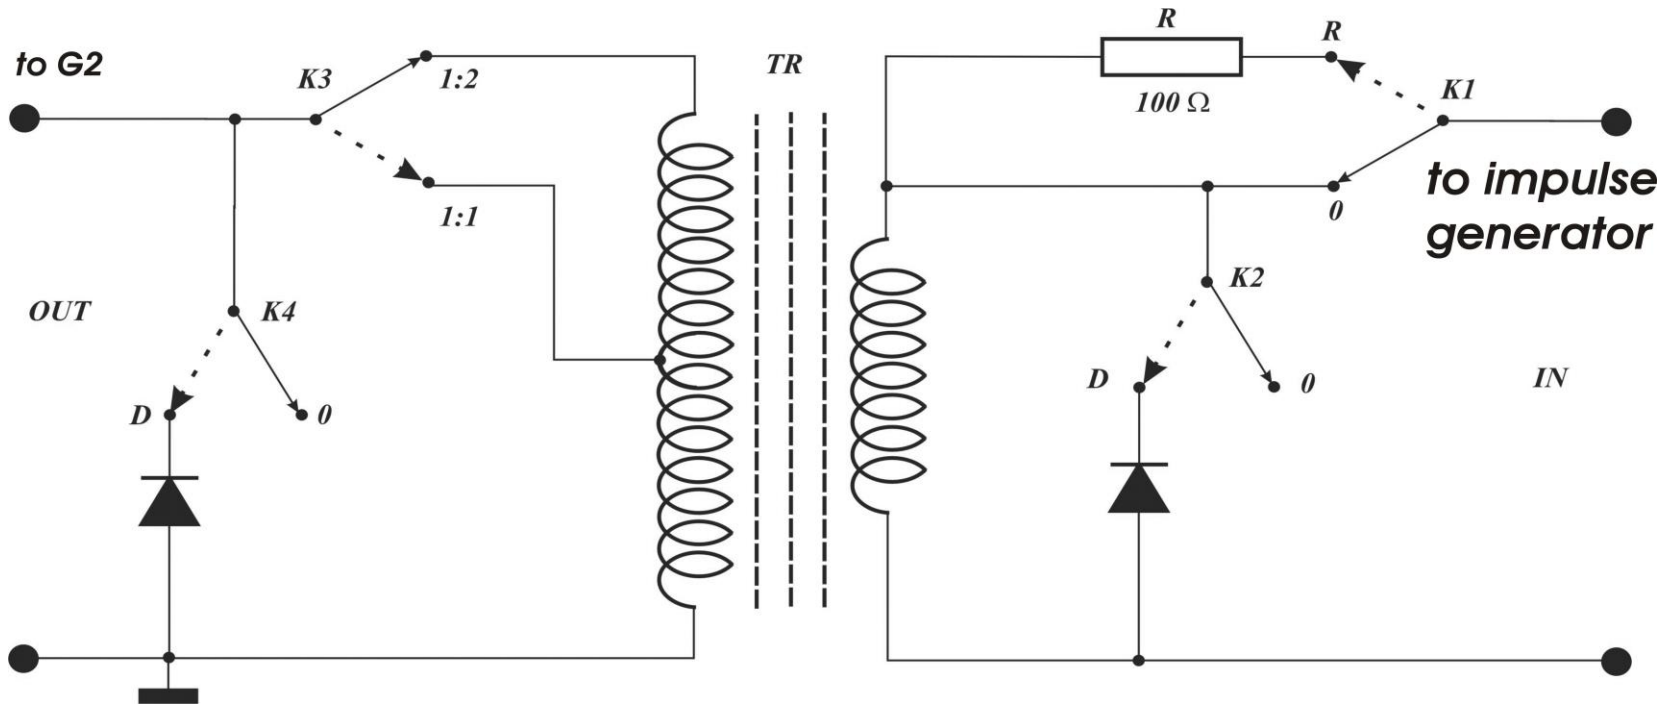 R
R
to G2
K3
TR
1:2
K1
100 Ω
to impulse
generator
1:1
0
K2
OUT
K4
D
0
IN
D
0